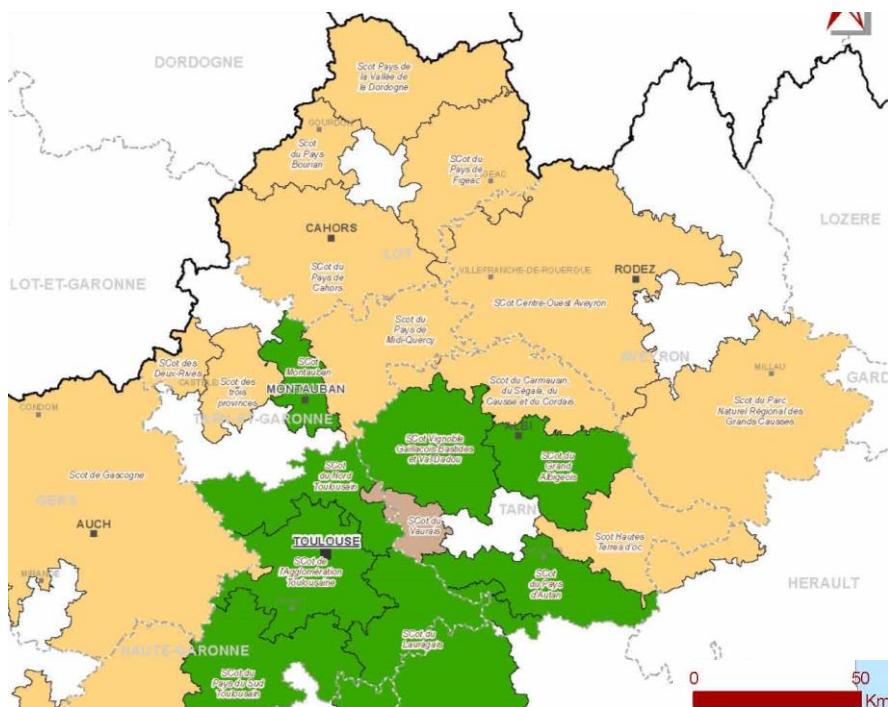 DORDOGNE
Scot Pays
de la Vallée de
la Dordogne
GOURDON
Scot
du Pays
Bourian
SCot du
Pays de
Figeac
CAHORS
LOT
LOZERE
LOT-ET-GARONNE
SCot du
Pays de
Cahors
VILLEFRANCHE-DE-ROUERGUE
RODEZ
SCot Centre-Ouest Aveyron
Scot du
Pays de
Midi-Quercy
AVEYRON
SCot des
Deux-Rives
SCot
Montauban
MONTAUBAN
Scot des
trois
provinces
Scot du Carmausin,
du Ségala, du
Causse et du Cordais
MILLAU
GARD
Scot du Parc
Naturel Régional des
Grands Causses
CONDOM
TARN-ET-GARONNE
ALBI
SCot Vignoble
Gaillacois Bastides
et Val-Dadou
SCot du
Grand
Albigeois
Scot de Gascogne
SCot
du Nord
Toulousain
GERS
AUCH
TARN
SCot du
Vaurais
TOULOUSE
SCot de
l'Agglomération
Toulousaine
Scot Hautes
Terres d'oc
MIRANDE
SCot
du Pays
d'Autan
HERAULT
HAUTE-GARONNE
SCot du
Lauragais
SCot du
Pays du Sud
Toulousain
0 50
Km